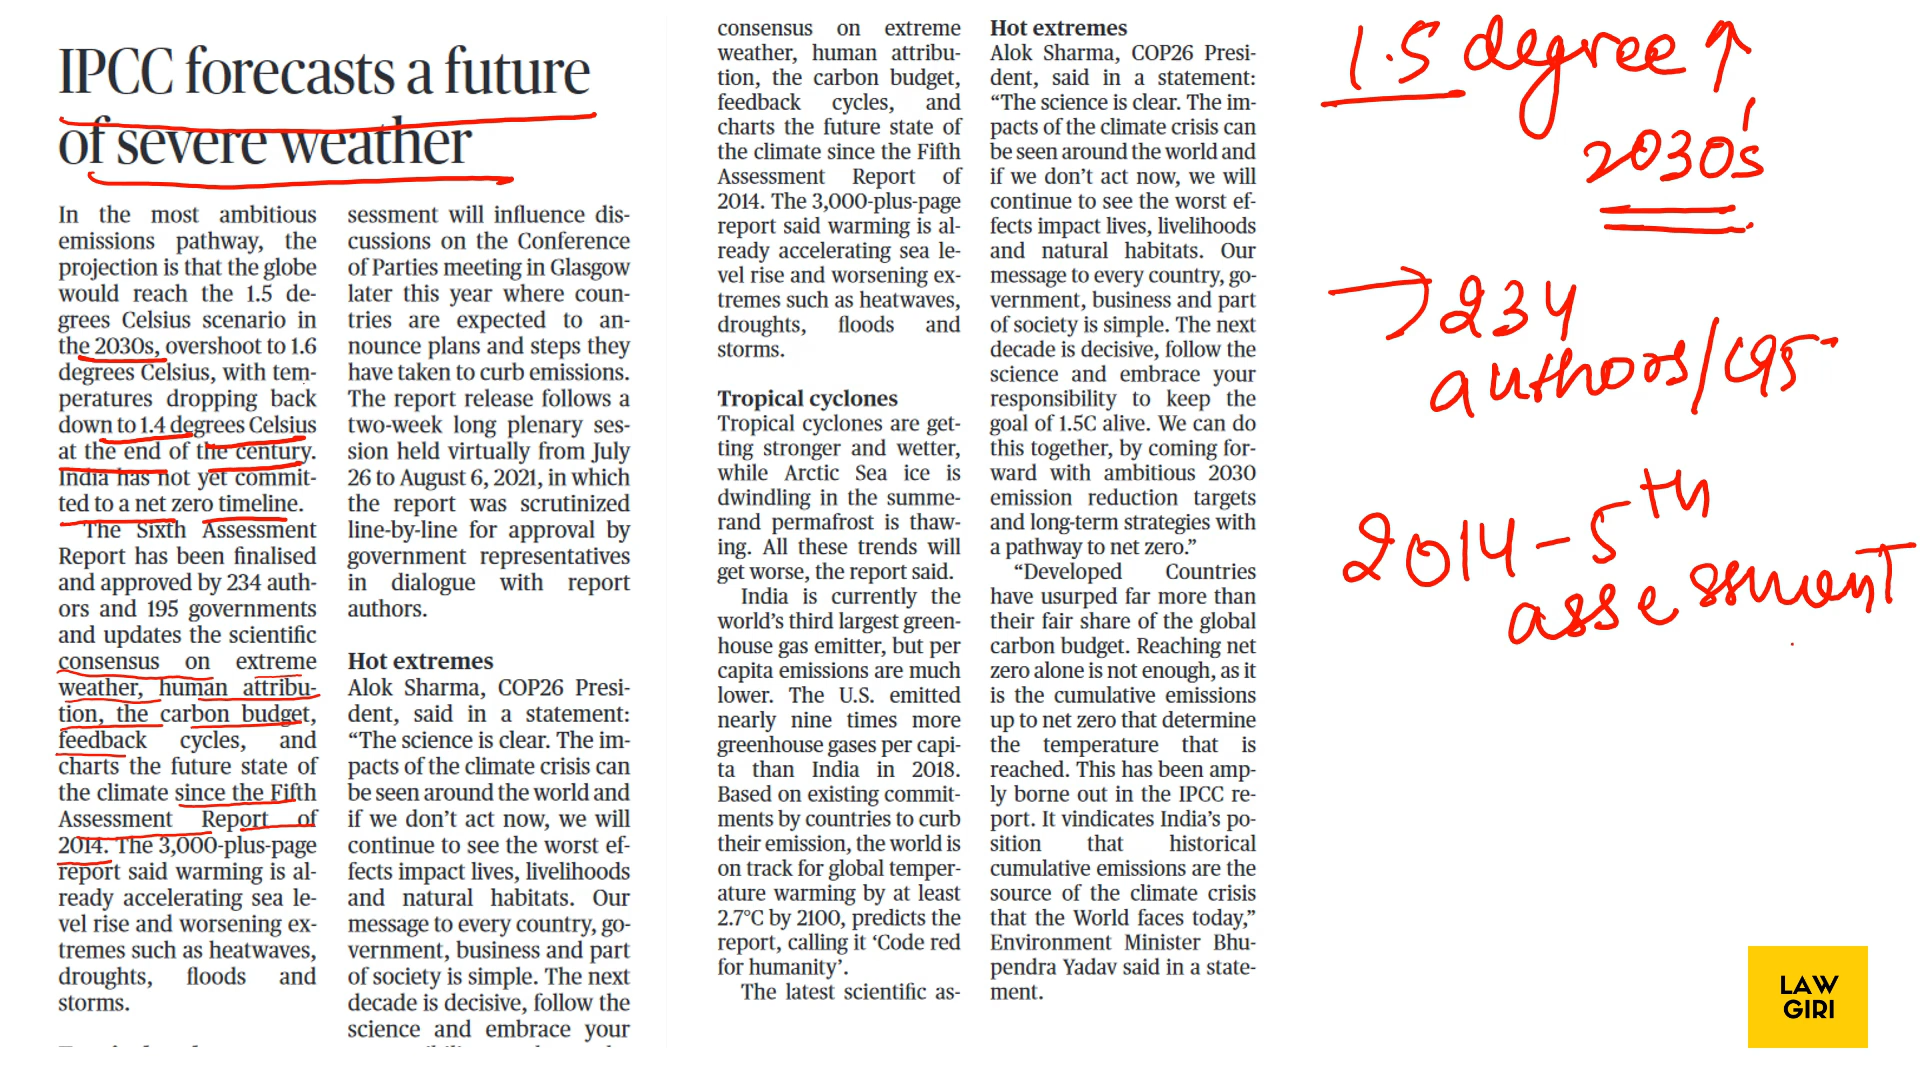 IPCC forecasts a future
of severe weather
In the most ambitious
emissions pathway, the
projection is that the globe
would reach the 1.5 de-
grees Celsius scenario in
the 2030s, overshoot to 1.6
degrees Celsius, with tem-
peratures dropping back
down to 1.4 degrees Celsius
at the end of the century.
India has not yet commit-
ted to a net zero timeline.
The Sixth Assessment
Report has been finalised
and approved by 234 auth-
ors and 195 governments
and updates the scientific
consensus on extreme
weather, human attribu-
tion, the carbon budget,
feedback cycles, and
charts the future state of
the climate since the Fifth
Assessment Report of
2014. The 3,000-plus-page
report said warming is al-
ready accelerating sea le-
vel rise and worsening ex-
tremes such as heatwaves,
droughts, floods and
storms.
sessment will influence dis-
cussions on the Conference
of Parties meeting in Glasgow
later this year where coun-
tries are expected to an-
nounce plans and steps they
have taken to curb emissions.
The report release follows a
two-week long plenary ses-
sion held virtually from July
26 to August 6, 2021, in which
the report was scrutinized
line-by-line for approval by
government representatives
in dialogue with report
authors.
Hot extremes
Alok Sharma, COP26 Presi-
dent, said in a statement:
“The science is clear. The im-
pacts of the climate crisis can
be seen around the world and
if we don’t act now, we will
continue to see the worst ef-
fects impact lives, livelihoods
and natural habitats. Our
message to every country, go-
vernment, business and part
of society is simple. The next
decade is decisive, follow the
science and embrace your
consensus on extreme
weather, human attribu-
tion, the carbon budget,
feedback cycles, and
charts the future state of
the climate since the Fifth
Assessment Report of
2014. The 3,000-plus-page
report said warming is al-
ready accelerating sea le-
vel rise and worsening ex-
tremes such as heatwaves,
droughts, floods and
storms.
Tropical cyclones
Tropical cyclones are get-
ting stronger and wetter,
while Arctic Sea ice is
dwindling in the summe-
rand permafrost is thaw-
ing. All these trends will
get worse, the report said.
India is currently the
world’s third largest green-
house gas emitter, but per
capita emissions are much
lower. The U.S. emitted
nearly nine times more
greenhouse gases per capi-
ta than India in 2018.
Based on existing commit-
ments by countries to curb
their emission, the world is
on track for global temper-
ature warming by at least
2.7°C by 2100, predicts the
report, calling it ‘Code red
for humanity’.
The latest scientific as-
Hot extremes
Alok Sharma, COP26 Presi-
dent, said in a statement:
“The science is clear. The im-
pacts of the climate crisis can
be seen around the world and
if we don’t act now, we will
continue to see the worst ef-
fects impact lives, livelihoods
and natural habitats. Our
message to every country, go-
vernment, business and part
of society is simple. The next
decade is decisive, follow the
science and embrace your
responsibility to keep the
goal of 1.5C alive. We can do
this together, by coming for-
ward with ambitious 2030
emission reduction targets
and long-term strategies with
a pathway to net zero.”
“Developed Countries
have usurped far more than
their fair share of the global
carbon budget. Reaching net
zero alone is not enough, as it
is the cumulative emissions
up to net zero that determine
the temperature that is
reached. This has been amp-
ly borne out in the IPCC re-
port. It vindicates India’s po-
sition that historical
cumulative emissions are the
source of the climate crisis
that the World faces today,”
Environment Minister Bhu-
pendra Yadav said in a state-
ment.
1.5 degree ↑
2030's
→ 234
authors/195
2014 - 5th
assessment
LAW
GIRI